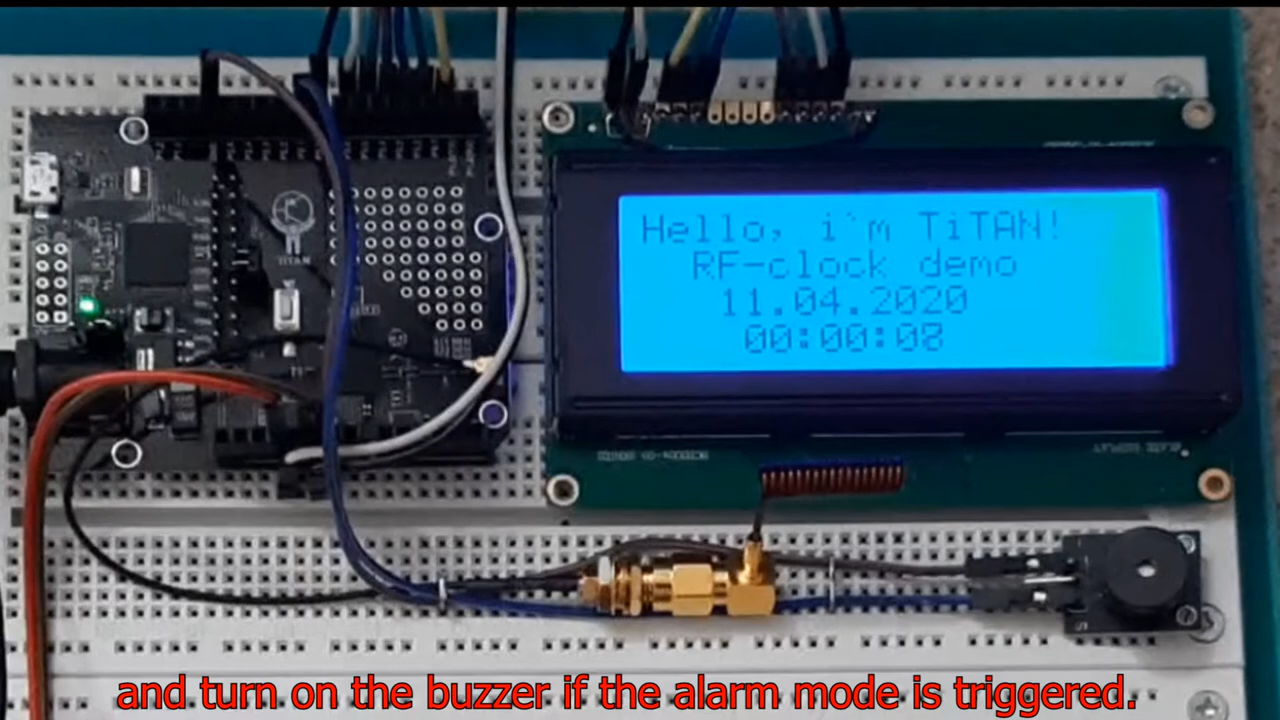 TITAN
Hello, i`m TiTAN!
RF-clock demo
11.04.2020
00:00:08
S
and turn on the buzzer if the alarm mode is triggered.